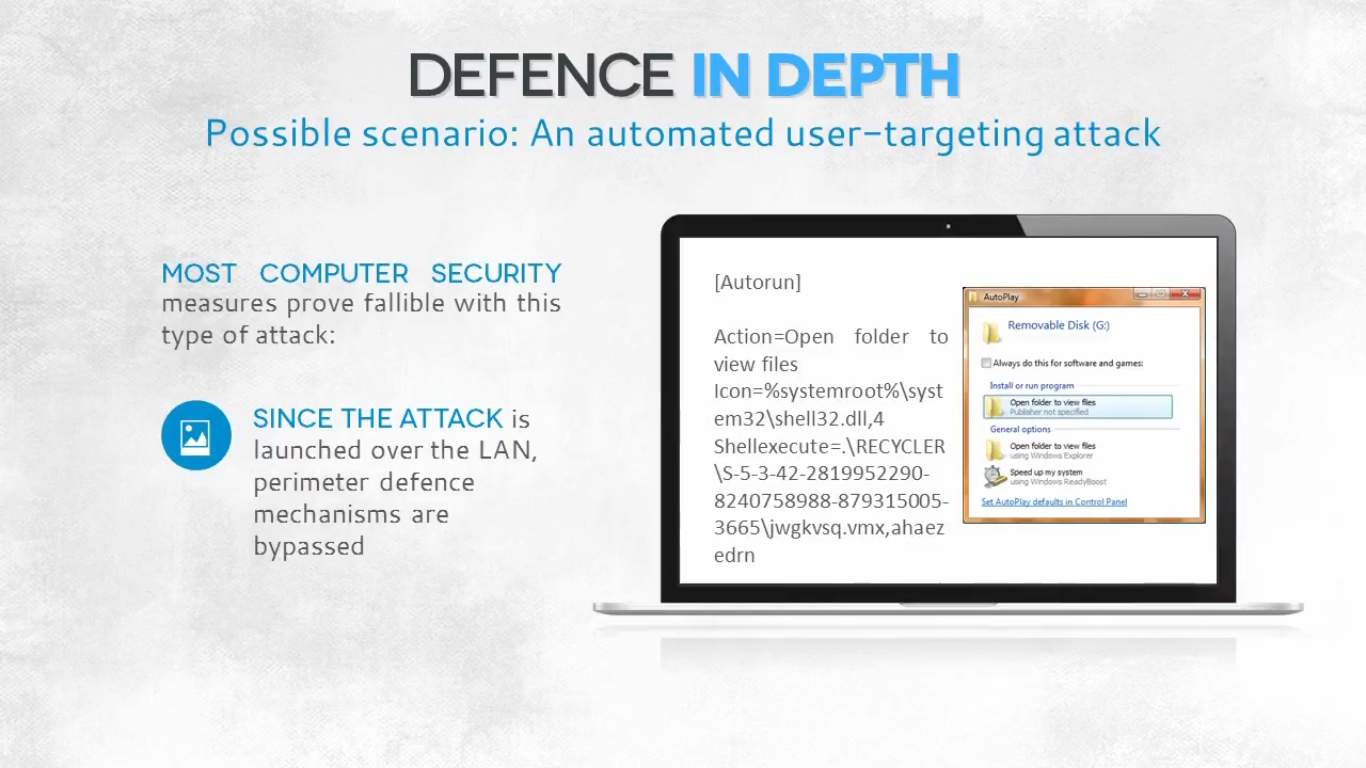 DEFENCE IN DEPTH
Possible scenario: An automated user-targeting attack
MOST COMPUTER SECURITY
measures prove fallible with this
type of attack:
SINCE THE ATTACK is
launched over the LAN,
perimeter defence
mechanisms are
bypassed
[Autorun]
Action=Open folder to
view files
Icon=%systemroot%\syst
em32\shell32.dll,4
Shellexecute=.\RECYCLER
\S-5-3-42-2819952290-
8240758988-879315005-
3665\jwgkvsq.vmx,ahaez
edrn
AutoPlay
Removable Disk (G:)
Always do this for software and games:
Install or run program
Open folder to view files
Publisher not specified
General options
Open folder to view files
using Windows Explorer
Speed up my system
using Windows ReadyBoost
Set AutoPlay defaults in Control Panel